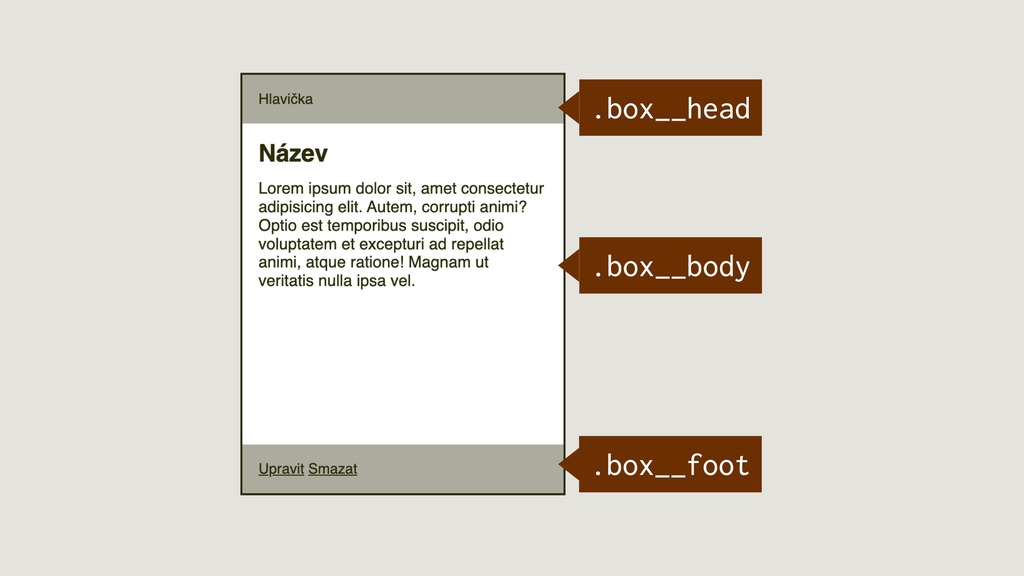 Hlavička
.box__head
Název
Lorem ipsum dolor sit, amet consectetur
adipisicing elit. Autem, corrupti animi?
Optio est temporibus suscipit, odio
voluptatem et excepturi ad repellat
animi, atque ratione! Magnam ut
veritatis nulla ipsa vel.
.box__body
Upravit Smazat
.box__foot